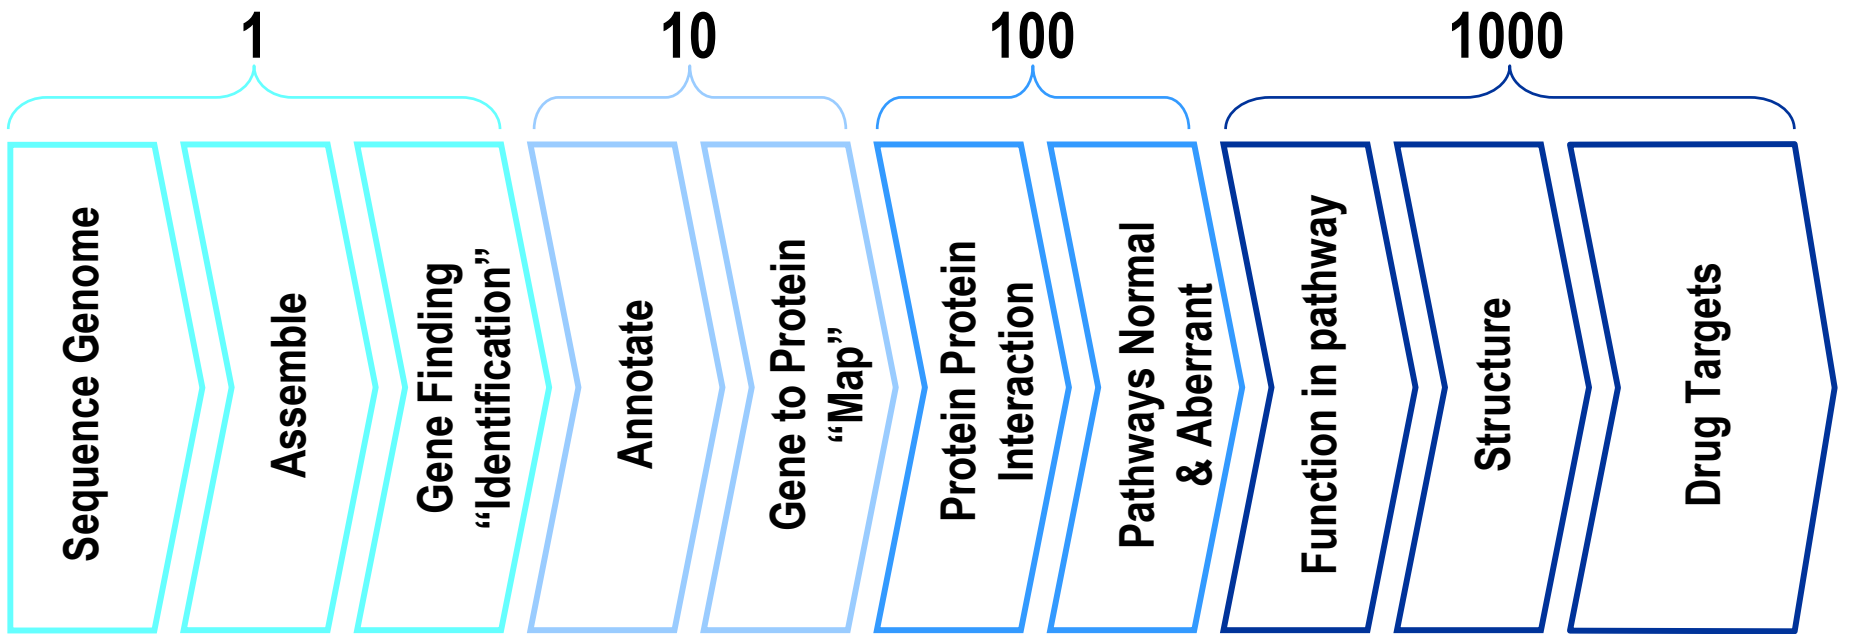 1
10
100
1000
Sequence Genome
Assemble
Gene Finding
“Identification”
Annotate
Gene to Protein
“Map”
Protein Protein
Interaction
Pathways Normal
& Aberrant
Function in pathway
Structure
Drug Targets